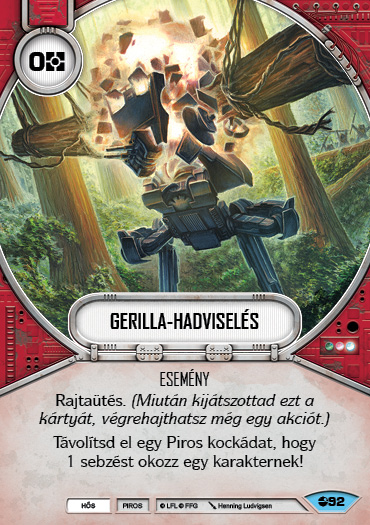 0
GERILLA-HADVISELÉS
ESEMÉNY
Rajtaütés. (Miután kijátszottad ezt a
kártyát, végrehajthatsz még egy akciót.)
Távolítsd el egy Piros kockádat, hogy
1 sebzést okozz egy karakternek!
HŐS PIROS © LFL © FFG Henning Ludvigsen 92